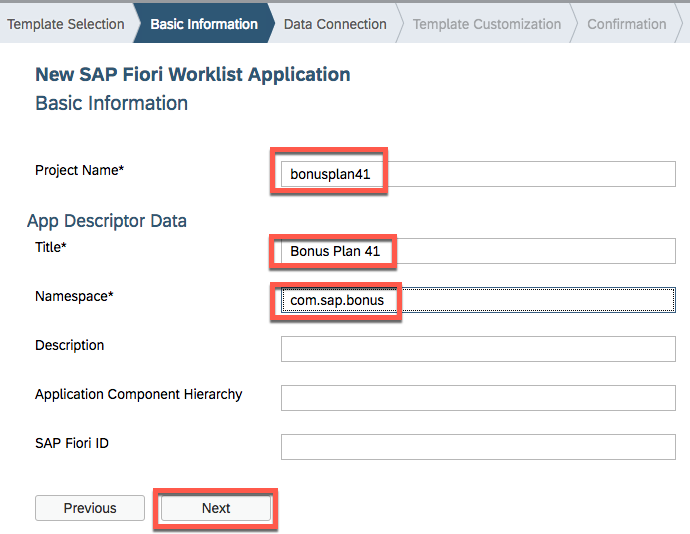 Template Selection Basic Information Data Connection Template Customization Confirmation
New SAP Fiori Worklist Application
Basic Information
Project Name* bonusplan41
App Descriptor Data
Title* Bonus Plan 41
Namespace* com.sap.bonus
Description
Application Component Hierarchy
SAP Fiori ID
Previous Next